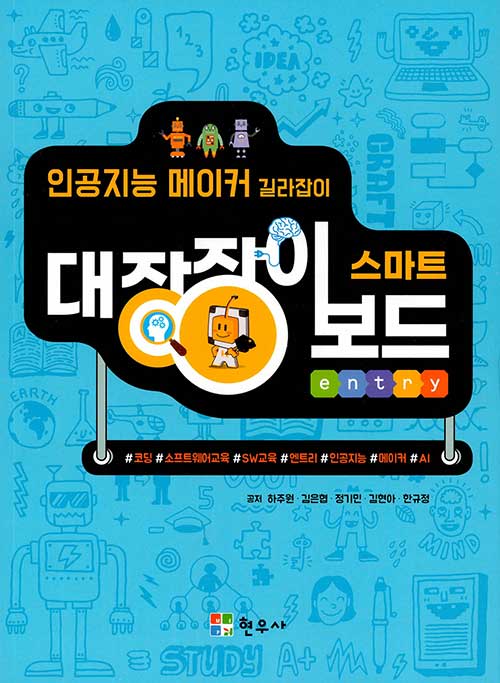 123
IDEA
CRAFT
인공지능 메이커 길라잡이
대장장이
스마트
보드
entry
EARTH
#코딩 #소프트웨어교육 #SW교육 #엔트리 #인공지능 #메이커 #AI
공저 하주원·김은협·정기민·김현아·한규정
5
MIND
현우사
STUDY A+ M